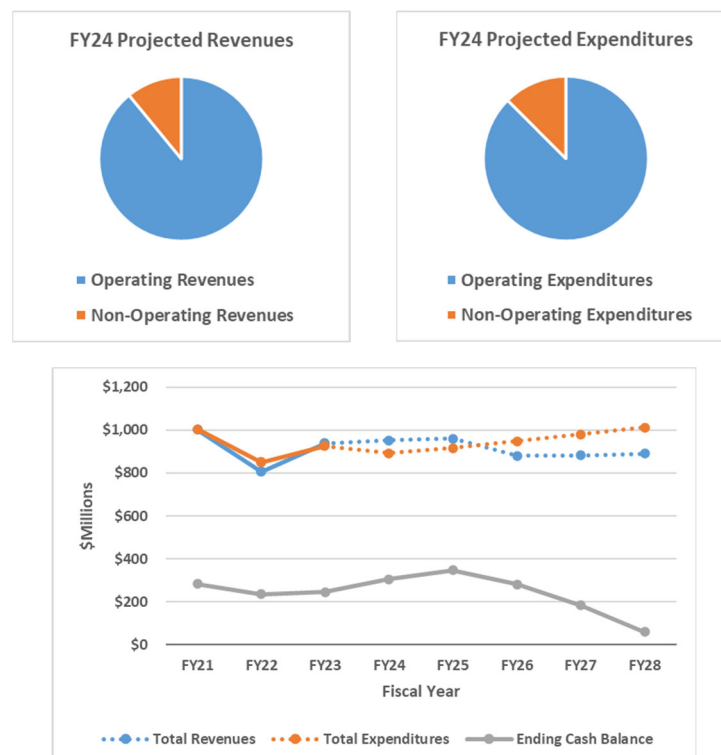 FY24 Projected Revenues
Operating Revenues
Non-Operating Revenues
FY24 Projected Expenditures
Operating Expenditures
Non-Operating Expenditures
$1,200
$1,000
$800
$600
$400
$200
$0
$Millions
FY21 FY22 FY23 FY24 FY25 FY26 FY27 FY28
Fiscal Year
Total Revenues Total Expenditures Ending Cash Balance